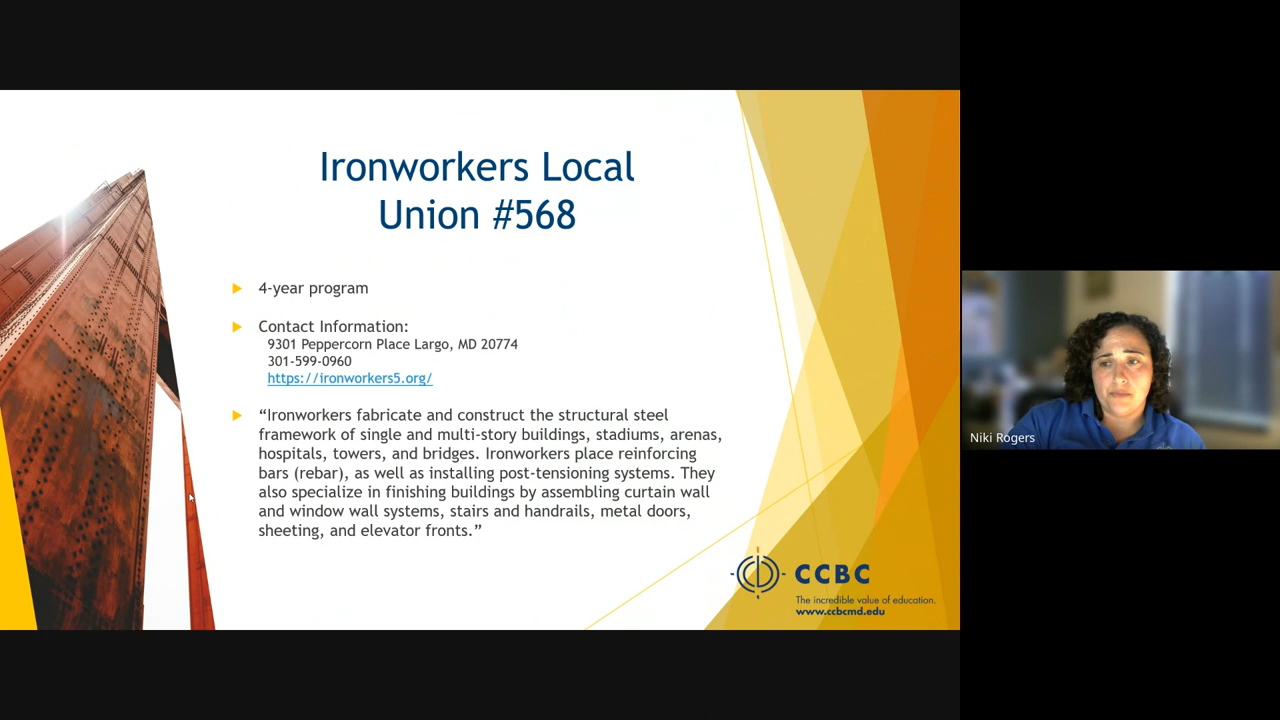 Ironworkers Local
Union #568
4-year program
Contact Information:
9301 Peppercorn Place Largo, MD 20774
301-599-0960
https://ironworkers5.org/
“Ironworkers fabricate and construct the structural steel
framework of single and multi-story buildings, stadiums, arenas,
hospitals, towers, and bridges. Ironworkers place reinforcing
bars (rebar), as well as installing post-tensioning systems. They
also specialize in finishing buildings by assembling curtain wall
and window wall systems, stairs and handrails, metal doors,
sheeting, and elevator fronts.”
CCBC
The incredible value of education.
www.ccbcmd.edu
Niki Rogers